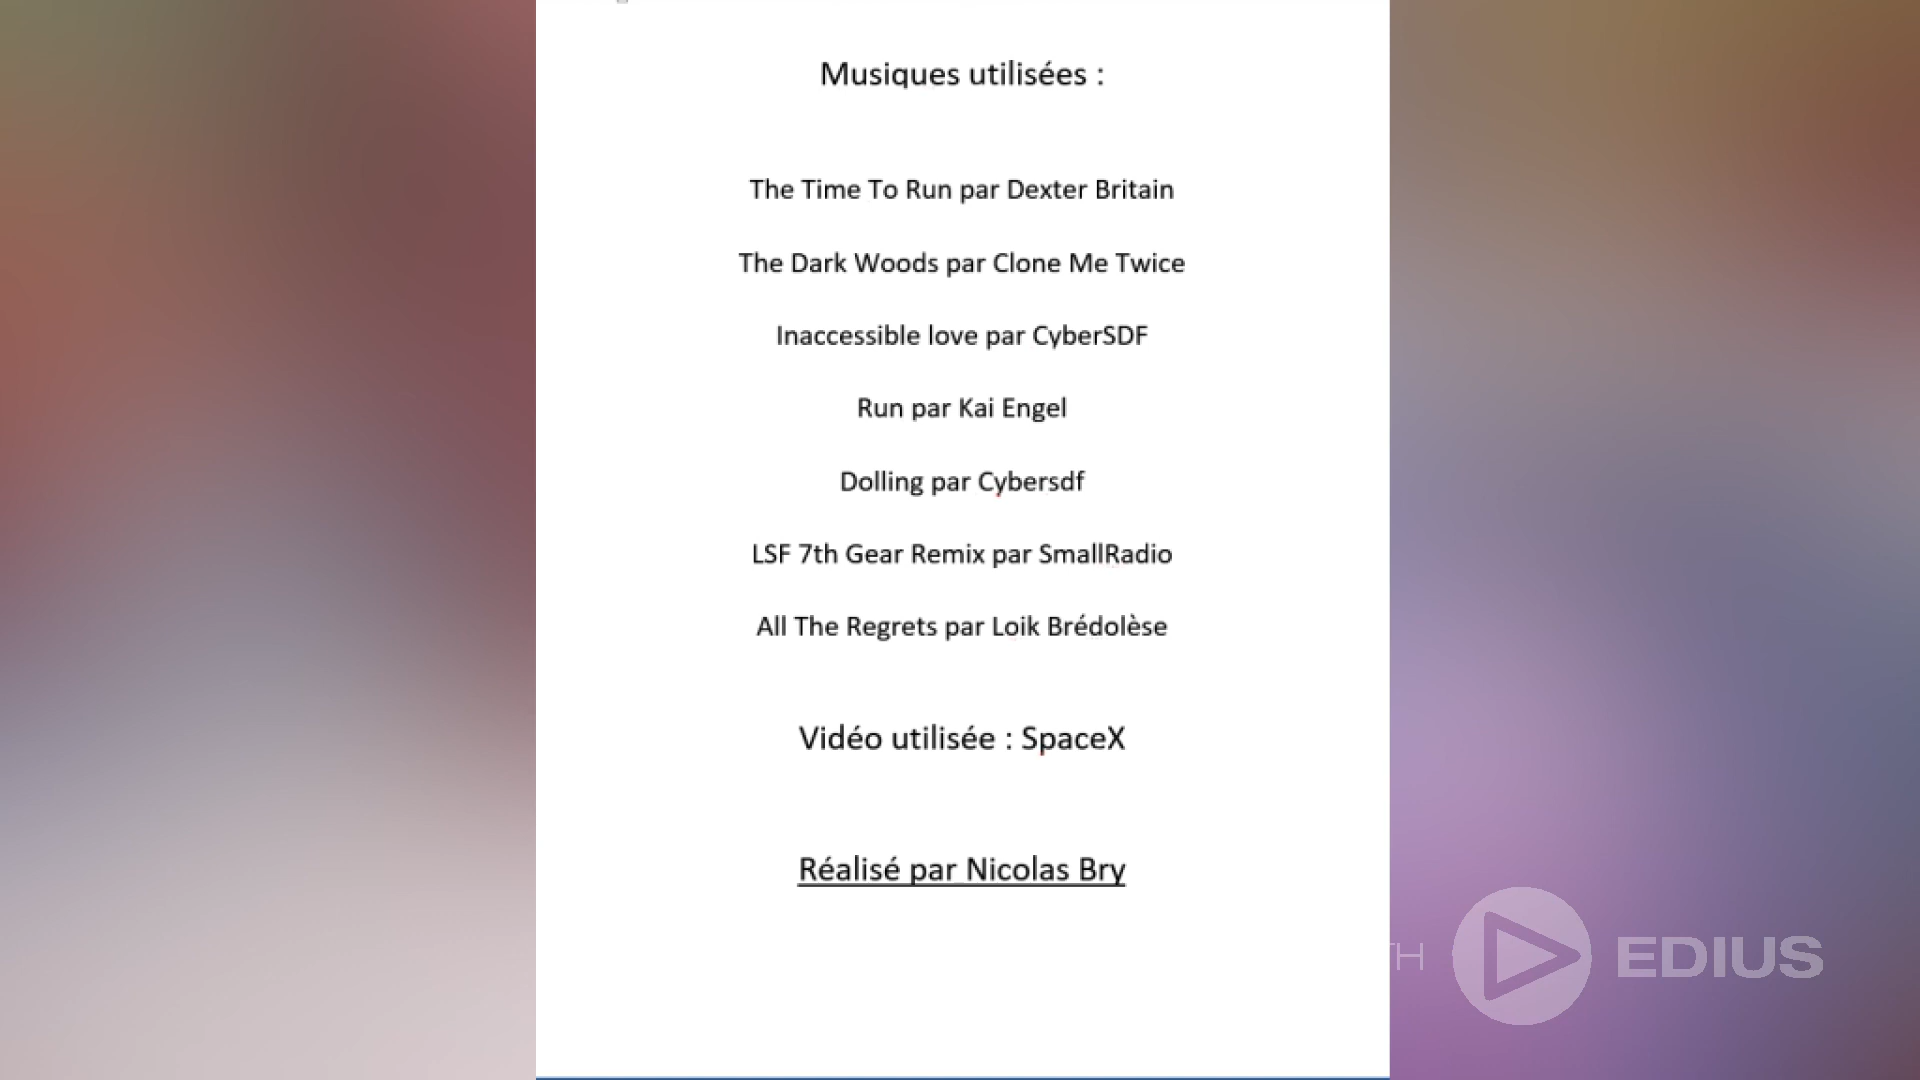 Musiques utilisées :
The Time To Run par Dexter Britain
The Dark Woods par Clone Me Twice
Inaccessible love par CyberSDF
Run par Kai Engel
Dolling par Cybersdf
LSF 7th Gear Remix par SmallRadio
All The Regrets par Loik Brédolèse
Vidéo utilisée : SpaceX
Réalisé par Nicolas Bry
EDIUS